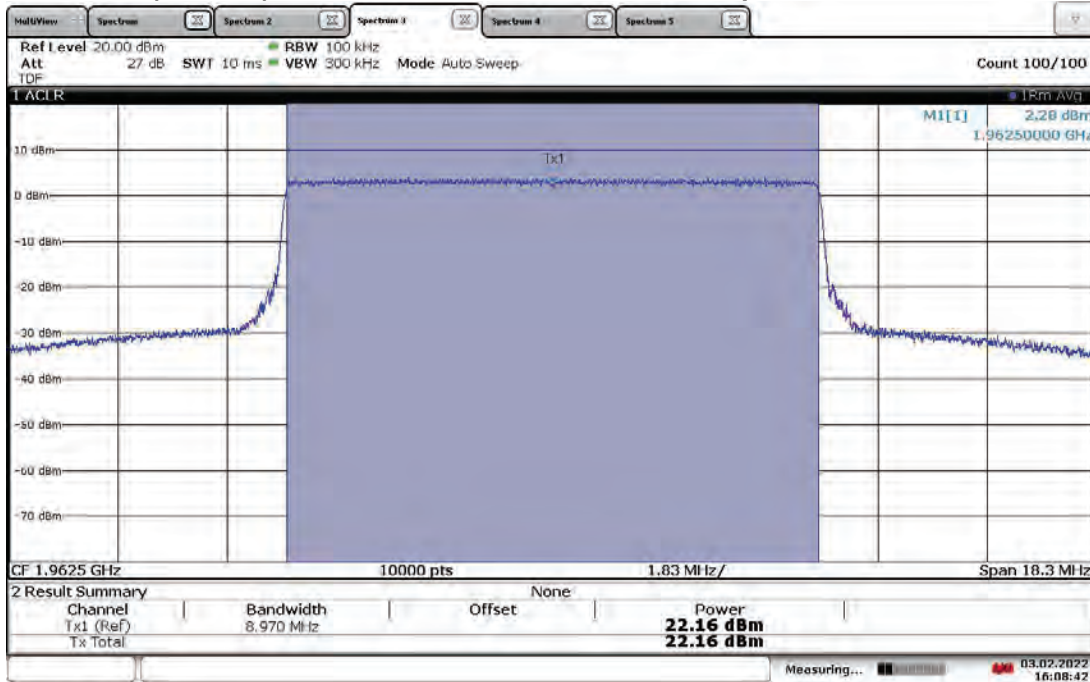 MultiView Spectrum Spectrum 2 Spectrum 3 Spectrum 4 Spectrum 5
Ref Level 20.00 dBm RBW 100 kHz
Att 27 dB SWT 10 ms VBW 300 kHz Mode Auto Sweep Count 100/100
TDF
1 ACLR 1Rm Avg
M1[1] 2.28 dBm
1.96250000 GHz
10 dBm
Tx1
0 dBm
-10 dBm
-20 dBm
-30 dBm
-40 dBm
-50 dBm
-60 dBm
-70 dBm
CF 1.9625 GHz 10000 pts 1.83 MHz/ Span 18.3 MHz
2 Result Summary None
Channel Bandwidth Offset Power
Tx1 (Ref) 8.970 MHz 22.16 dBm
Tx Total 22.16 dBm
Measuring... 03.02.2022
16:08:42